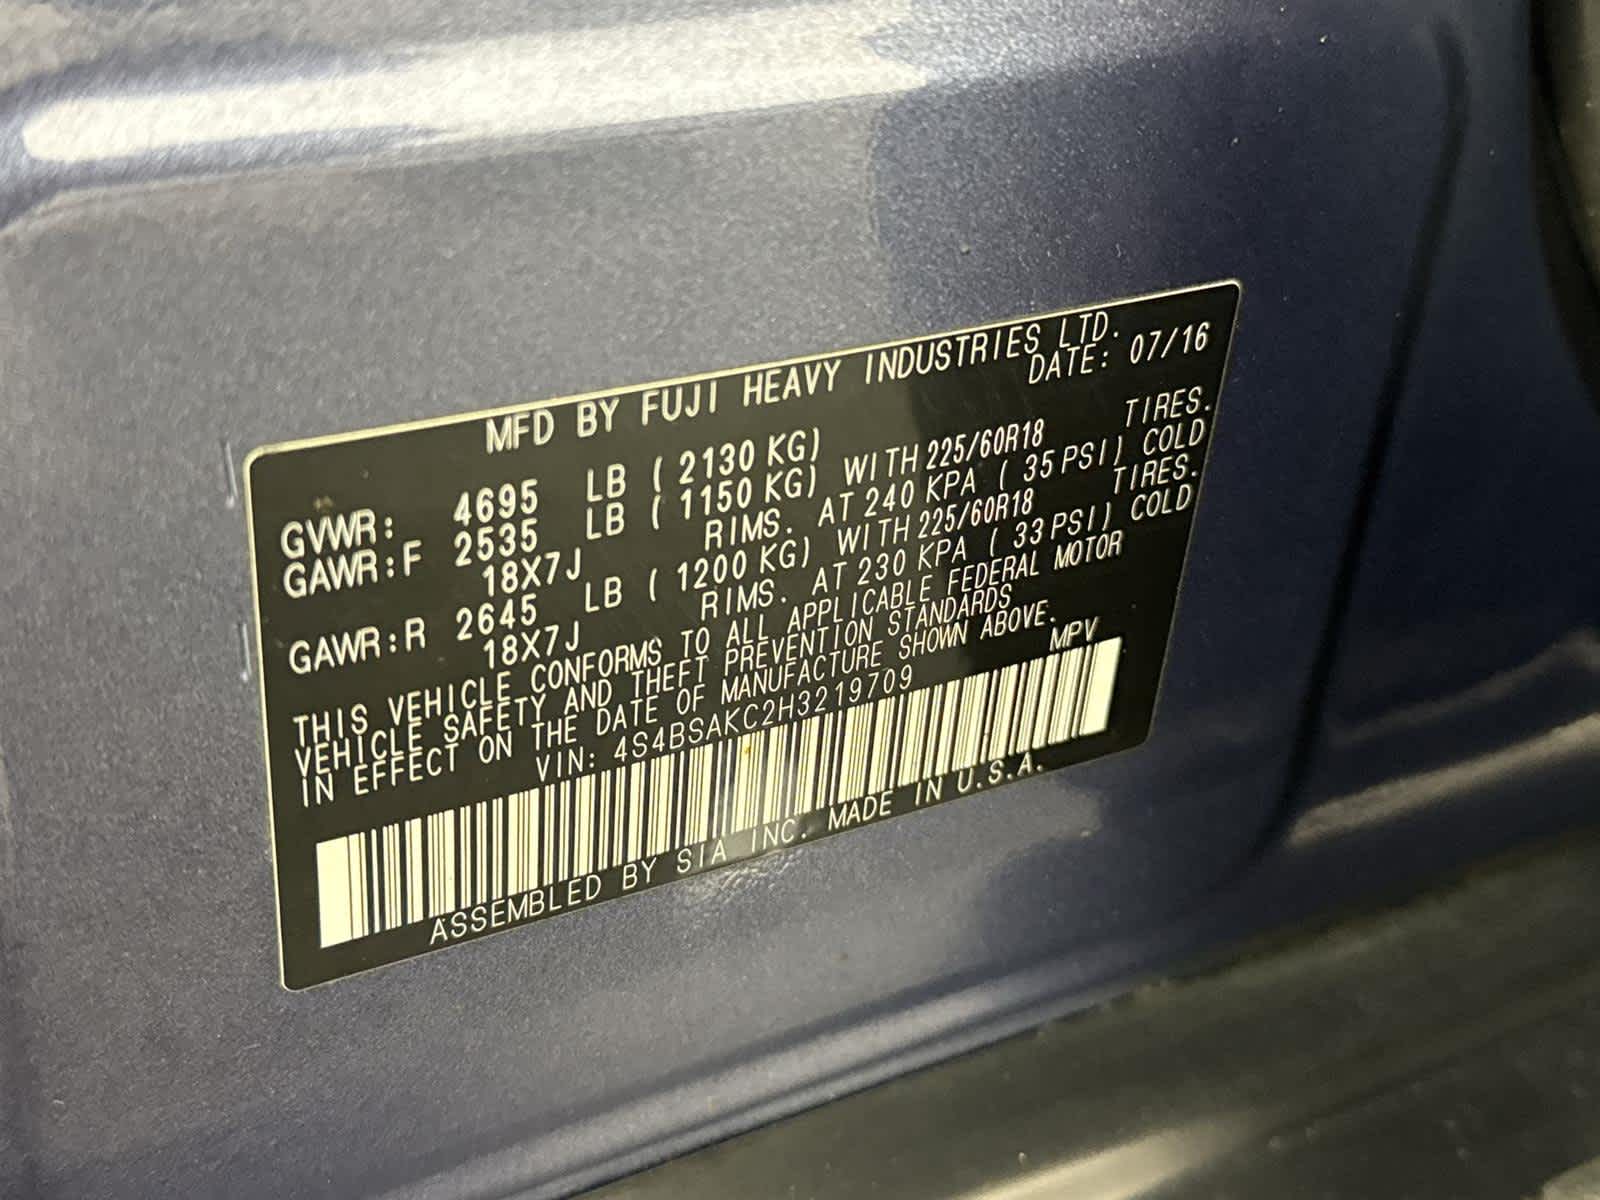 MFD BY FUJI HEAVY INDUSTRIES LTD.
DATE: 07/16
GVWR: 4695 LB ( 2130 KG)
GAWR:F 2535 LB ( 1150 KG) WITH 225/60R18 TIRES.
18X7J RIMS. AT 240 KPA ( 35 PSI) COLD
GAWR:R 2645 LB ( 1200 KG) WITH 225/60R18 TIRES.
18X7J RIMS. AT 230 KPA ( 33 PSI) COLD
THIS VEHICLE CONFORMS TO ALL APPLICABLE FEDERAL MOTOR
VEHICLE SAFETY AND THEFT PREVENTION STANDARDS
IN EFFECT ON THE DATE OF MANUFACTURE SHOWN ABOVE.
VIN: 4S4BSAKC2H3219709 MPV
ASSEMBLED BY SIA INC. MADE IN U.S.A.